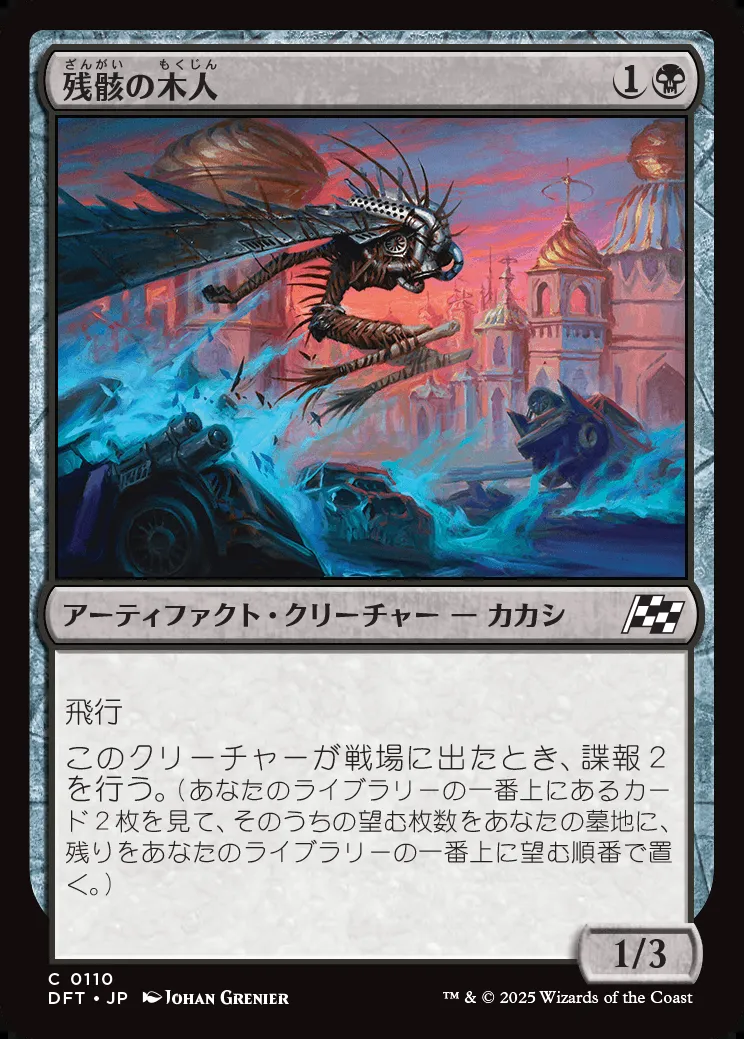 ざんがい もくじん
残骸の木人
1
アーティファクト・クリーチャー — カカシ
飛行
このクリーチャーが戦場に出たとき、諜報２
を行う。（あなたのライブラリーの一番上にあるカー
ド２枚を見て、そのうちの望む枚数をあなたの墓地に、
残りをあなたのライブラリーの一番上に望む順番で置
く。）
1/3
C 0110
DFT • JP Johan Grenier
™ & © 2025 Wizards of the Coast